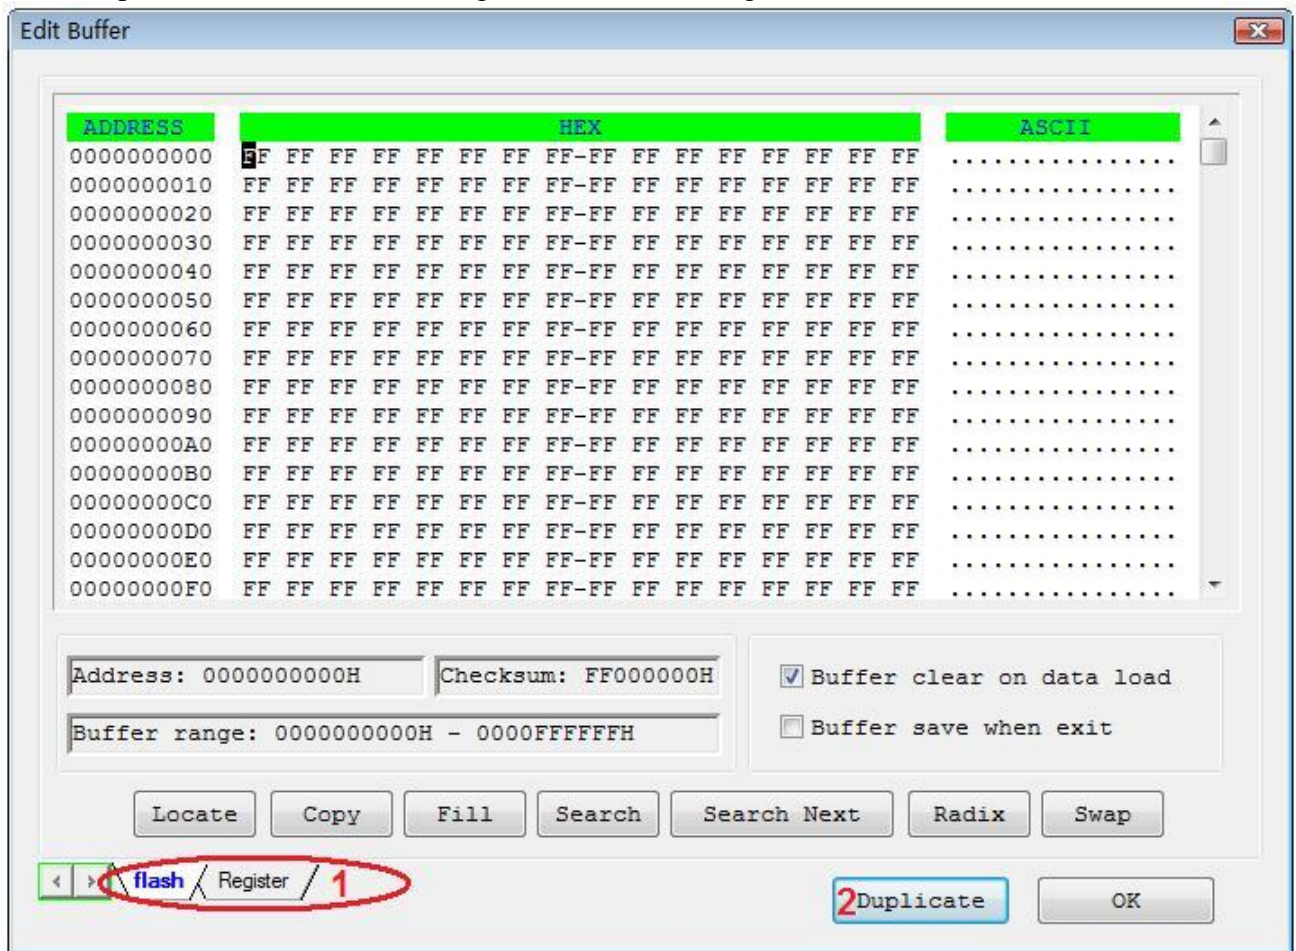 Edit Buffer
ADDRESS HEX ASCII
0000000000 FF FF FF FF FF FF FF FF-FF FF FF FF FF FF FF FF ................
0000000010 FF FF FF FF FF FF FF FF-FF FF FF FF FF FF FF FF ................
0000000020 FF FF FF FF FF FF FF FF-FF FF FF FF FF FF FF FF ................
0000000030 FF FF FF FF FF FF FF FF-FF FF FF FF FF FF FF FF ................
0000000040 FF FF FF FF FF FF FF FF-FF FF FF FF FF FF FF FF ................
0000000050 FF FF FF FF FF FF FF FF-FF FF FF FF FF FF FF FF ................
0000000060 FF FF FF FF FF FF FF FF-FF FF FF FF FF FF FF FF ................
0000000070 FF FF FF FF FF FF FF FF-FF FF FF FF FF FF FF FF ................
0000000080 FF FF FF FF FF FF FF FF-FF FF FF FF FF FF FF FF ................
0000000090 FF FF FF FF FF FF FF FF-FF FF FF FF FF FF FF FF ................
00000000A0 FF FF FF FF FF FF FF FF-FF FF FF FF FF FF FF FF ................
00000000B0 FF FF FF FF FF FF FF FF-FF FF FF FF FF FF FF FF ................
00000000C0 FF FF FF FF FF FF FF FF-FF FF FF FF FF FF FF FF ................
00000000D0 FF FF FF FF FF FF FF FF-FF FF FF FF FF FF FF FF ................
00000000E0 FF FF FF FF FF FF FF FF-FF FF FF FF FF FF FF FF ................
00000000F0 FF FF FF FF FF FF FF FF-FF FF FF FF FF FF FF FF ................
Address: 0000000000H Checksum: FF000000H
Buffer clear on data load
Buffer range: 0000000000H - 0000FFFFFFH
Buffer save when exit
Locate Copy Fill Search Search Next Radix Swap
flash Register 1
2 Duplicate OK